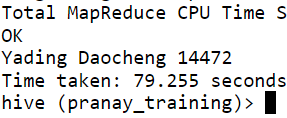 Total MapReduce CPU Time S
OK
Yading Daocheng 14472
Time taken: 79.255 seconds
hive (pranay_training)>